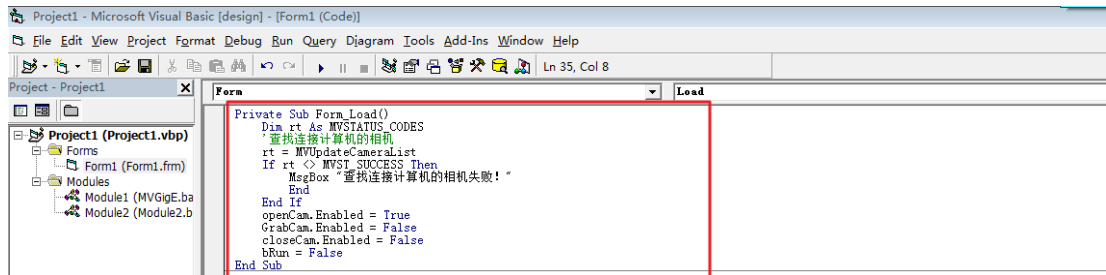 Project1 - Microsoft Visual Basic [design] - [Form1 (Code)]
File Edit View Project Format Debug Run Query Diagram Tools Add-Ins Window Help
Ln 35, Col 8
Project - Project1
Form
Load
Project1 (Project1.vbp)
Forms
Form1 (Form1.frm)
Modules
Module1 (MVGigE.ba
Module2 (Module2.b
Private Sub Form_Load()
Dim rt As MVSTATUS_CODES
'查找连接计算机的相机
rt = MVUpdateCameraList
If rt <> MVST_SUCCESS Then
MsgBox "查找连接计算机的相机失败！"
End
End If
openCam.Enabled = True
GrabCam.Enabled = False
closeCam.Enabled = False
bRun = False
End Sub